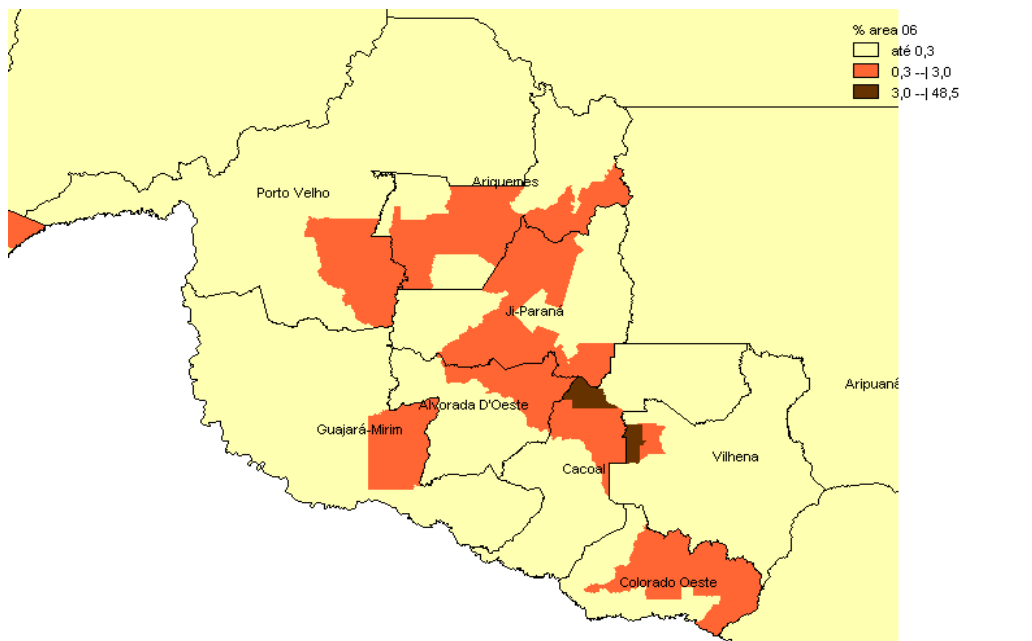 % area 06
até 0,3
0,3 --| 3,0
3,0 --| 48,5
Ariquemes
Porto Velho
Ji-Paraná
Aripuaná
Alvorada D'Oeste
Guajará-Mirim
Vilhena
Cacoal
Colorado Oeste